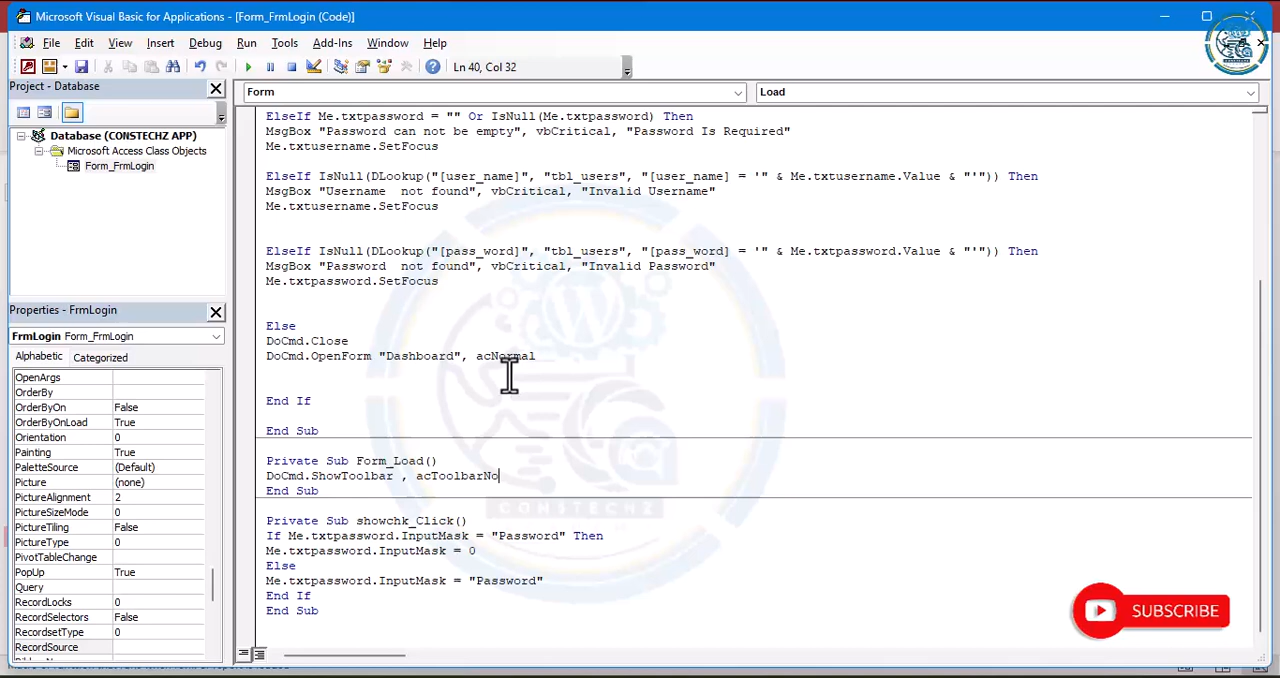 Microsoft Visual Basic for Applications - [Form_FrmLogin (Code)]
File Edit View Insert Debug Run Tools Add-Ins Window Help
Ln 40, Col 32
Project - Database
Database (CONSTECHZ APP)
Microsoft Access Class Objects
Form_FrmLogin
Properties - FrmLogin
FrmLogin Form_FrmLogin
Alphabetic Categorized
OpenArgs
OrderBy
OrderByOn False
OrderByOnLoad True
Orientation 0
Painting True
PaletteSource (Default)
Picture (none)
PictureAlignment 2
PictureSizeMode 0
PictureTiling False
PictureType 0
PivotTableChange
PopUp True
Query
RecordLocks 0
RecordSelectors False
RecordsetType 0
RecordSource
Form Load
ElseIf Me.txtpassword = "" Or IsNull(Me.txtpassword) Then
MsgBox "Password can not be empty", vbCritical, "Password Is Required"
Me.txtusername.SetFocus
ElseIf IsNull(DLookup("[user_name]", "tbl_users", "[user_name] = '" & Me.txtusername.Value & "'")) Then
MsgBox "Username  not found", vbCritical, "Invalid Username"
Me.txtusername.SetFocus
ElseIf IsNull(DLookup("[pass_word]", "tbl_users", "[pass_word] = '" & Me.txtpassword.Value & "'")) Then
MsgBox "Password  not found", vbCritical, "Invalid Password"
Me.txtpassword.SetFocus
Else
DoCmd.Close
DoCmd.OpenForm "Dashboard", acNormal
End If
End Sub
Private Sub Form_Load()
DoCmd.ShowToolbar , acToolbarNo
End Sub
CONSTECHZ
Private Sub showchk_Click()
If Me.txtpassword.InputMask = "Password" Then
Me.txtpassword.InputMask = 0
Else
Me.txtpassword.InputMask = "Password"
End If
End Sub
SUBSCRIBE